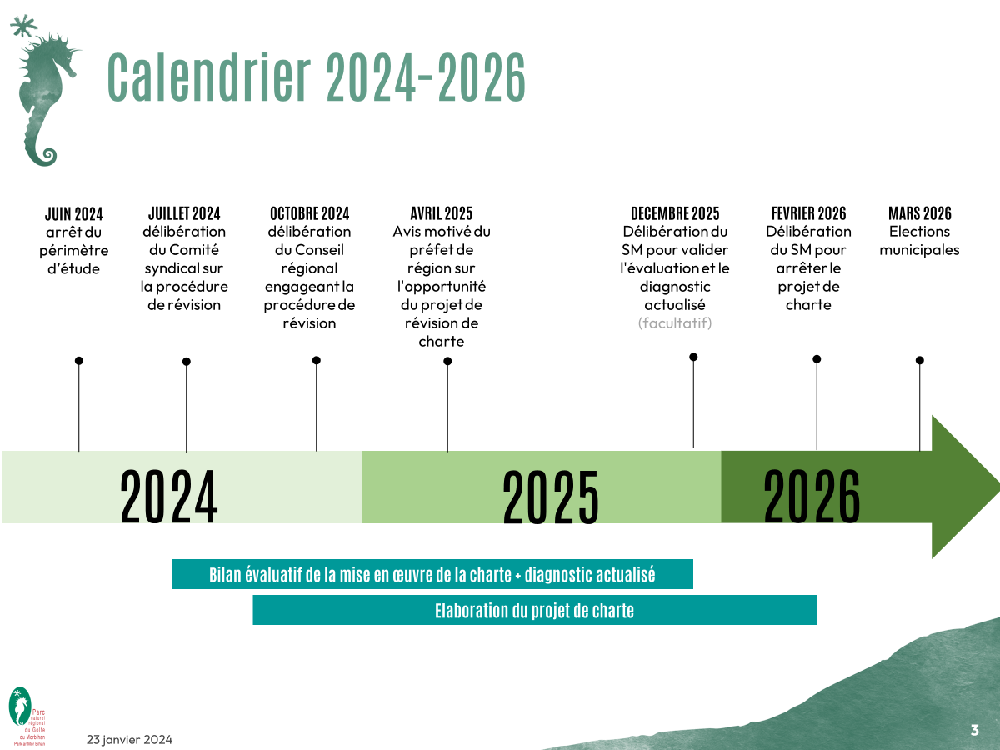 Calendrier 2024-2026
JUIN 2024
arrêt du
périmètre
d’étude
JUILLET 2024
délibération
du Comité
syndical sur
la procédure
de révision
OCTOBRE 2024
délibération
du Conseil
régional
engageant la
procédure de
révision
AVRIL 2025
Avis motivé du
préfet de
région sur
l'opportunité
du projet de
révision de
charte
DECEMBRE 2025
Délibération du
SM pour valider
l'évaluation et le
diagnostic
actualisé
(facultatif)
FEVRIER 2026
Délibération
du SM pour
arrêter le
projet de
charte
MARS 2026
Elections
municipales
2024
2025
2026
Bilan évaluatif de la mise en œuvre de la charte + diagnostic actualisé
Elaboration du projet de charte
Parc
naturel
régional
du Golfe
du Morbihan
Park ar Mor Bihan
23 janvier 2024
3